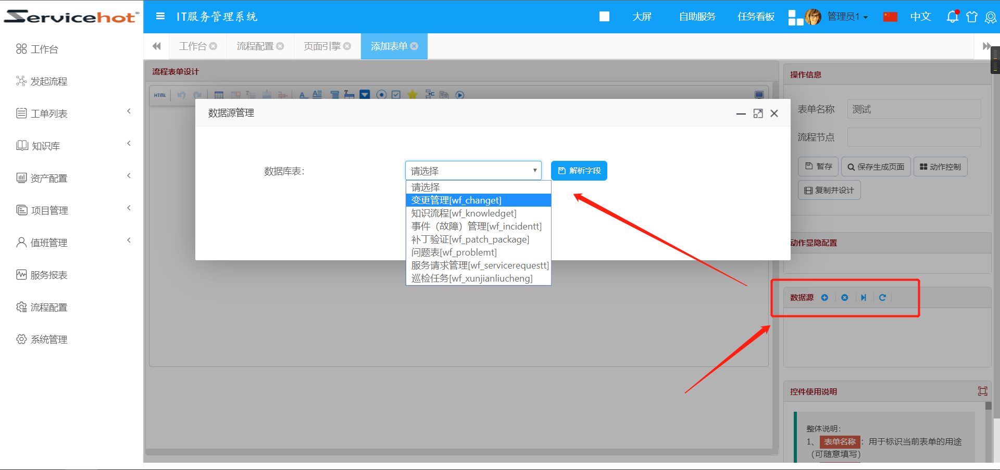 Servicehot
IT服务管理系统
大屏
自助服务
任务看板
管理员1
中文
工作台
发起流程
工单列表
知识库
资产配置
项目管理
值班管理
服务报表
流程配置
系统管理
工作台
流程配置
页面引擎
添加表单
流程表单设计
HTML
数据源管理
数据库表：
请选择
解析字段
请选择
变更管理[wf_changet]
知识流程[wf_knowledget]
事件（故障）管理[wf_incidentt]
补丁验证[wf_patch_package]
问题表[wf_problemt]
服务请求管理[wf_servicerequestt]
巡检任务[wf_xunjianliucheng]
操作信息
表单名称
测试
流程节点
暂存
保存生成页面
动作控制
复制并设计
动作显隐配置
数据源
控件使用说明
整体说明：
1、 表单名称 ：用于标识当前表单的用途
（可随意填写）